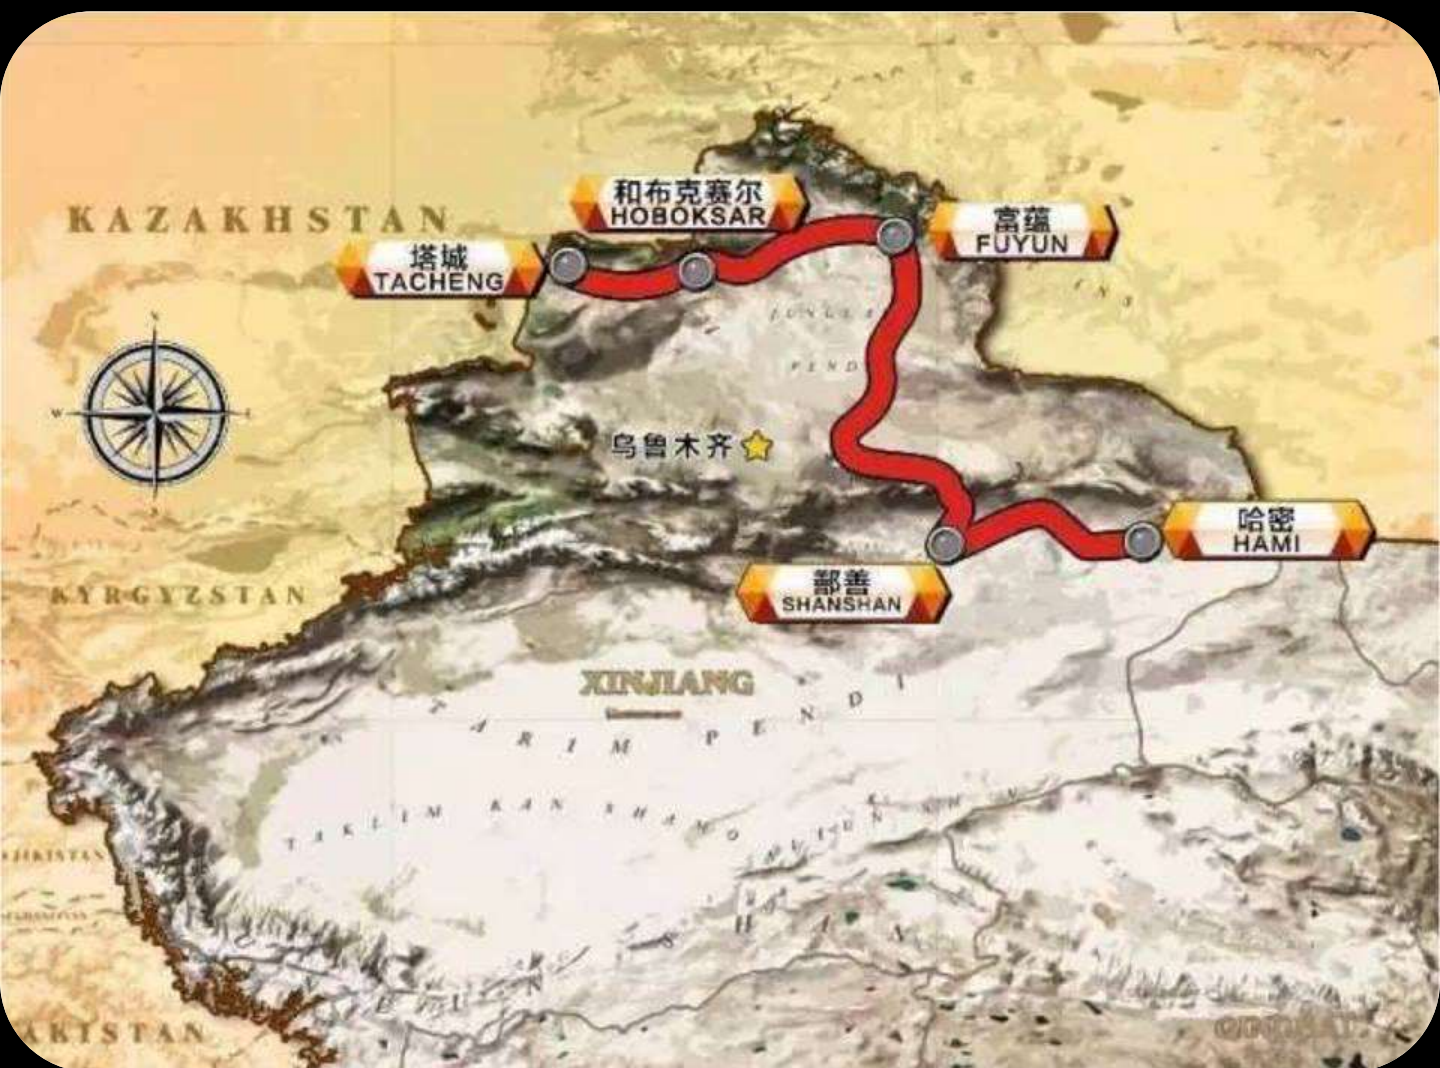 和布克赛尔
HOBOKSAR
KAZAKHSTAN
富蕴
FUYUN
塔城
TACHENG
N
W
乌鲁木齐
哈密
HAMI
鄯善
SHANSHAN
KYRGYZSTAN
XINJIANG
TARIM PENDI